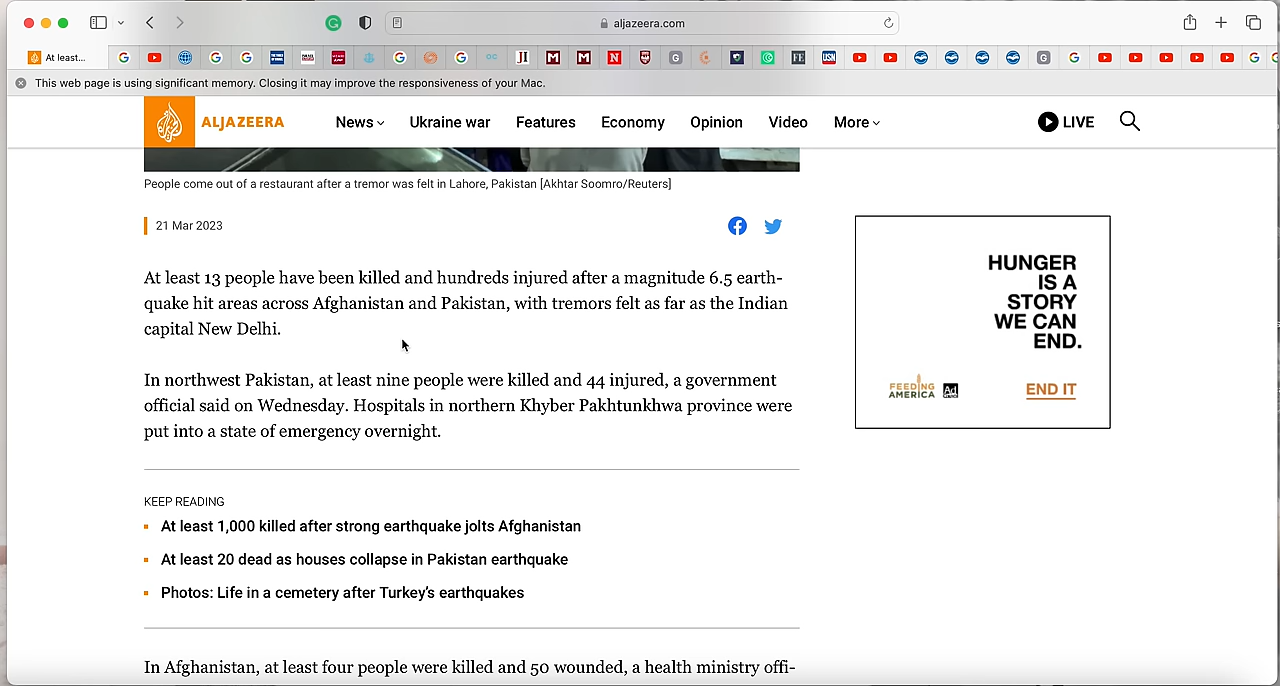 aljazeera.com
At least...
This web page is using significant memory. Closing it may improve the responsiveness of your Mac.
ALJAZEERA
News
Ukraine war
Features
Economy
Opinion
Video
More
LIVE
People come out of a restaurant after a tremor was felt in Lahore, Pakistan [Akhtar Soomro/Reuters]
21 Mar 2023
At least 13 people have been killed and hundreds injured after a magnitude 6.5 earth-
quake hit areas across Afghanistan and Pakistan, with tremors felt as far as the Indian
capital New Delhi.
In northwest Pakistan, at least nine people were killed and 44 injured, a government
official said on Wednesday. Hospitals in northern Khyber Pakhtunkhwa province were
put into a state of emergency overnight.
KEEP READING
At least 1,000 killed after strong earthquake jolts Afghanistan
At least 20 dead as houses collapse in Pakistan earthquake
Photos: Life in a cemetery after Turkey's earthquakes
In Afghanistan, at least four people were killed and 50 wounded, a health ministry offi-
HUNGER
IS A
STORY
WE CAN
END.
FEEDING
AMERICA
Ad
END IT